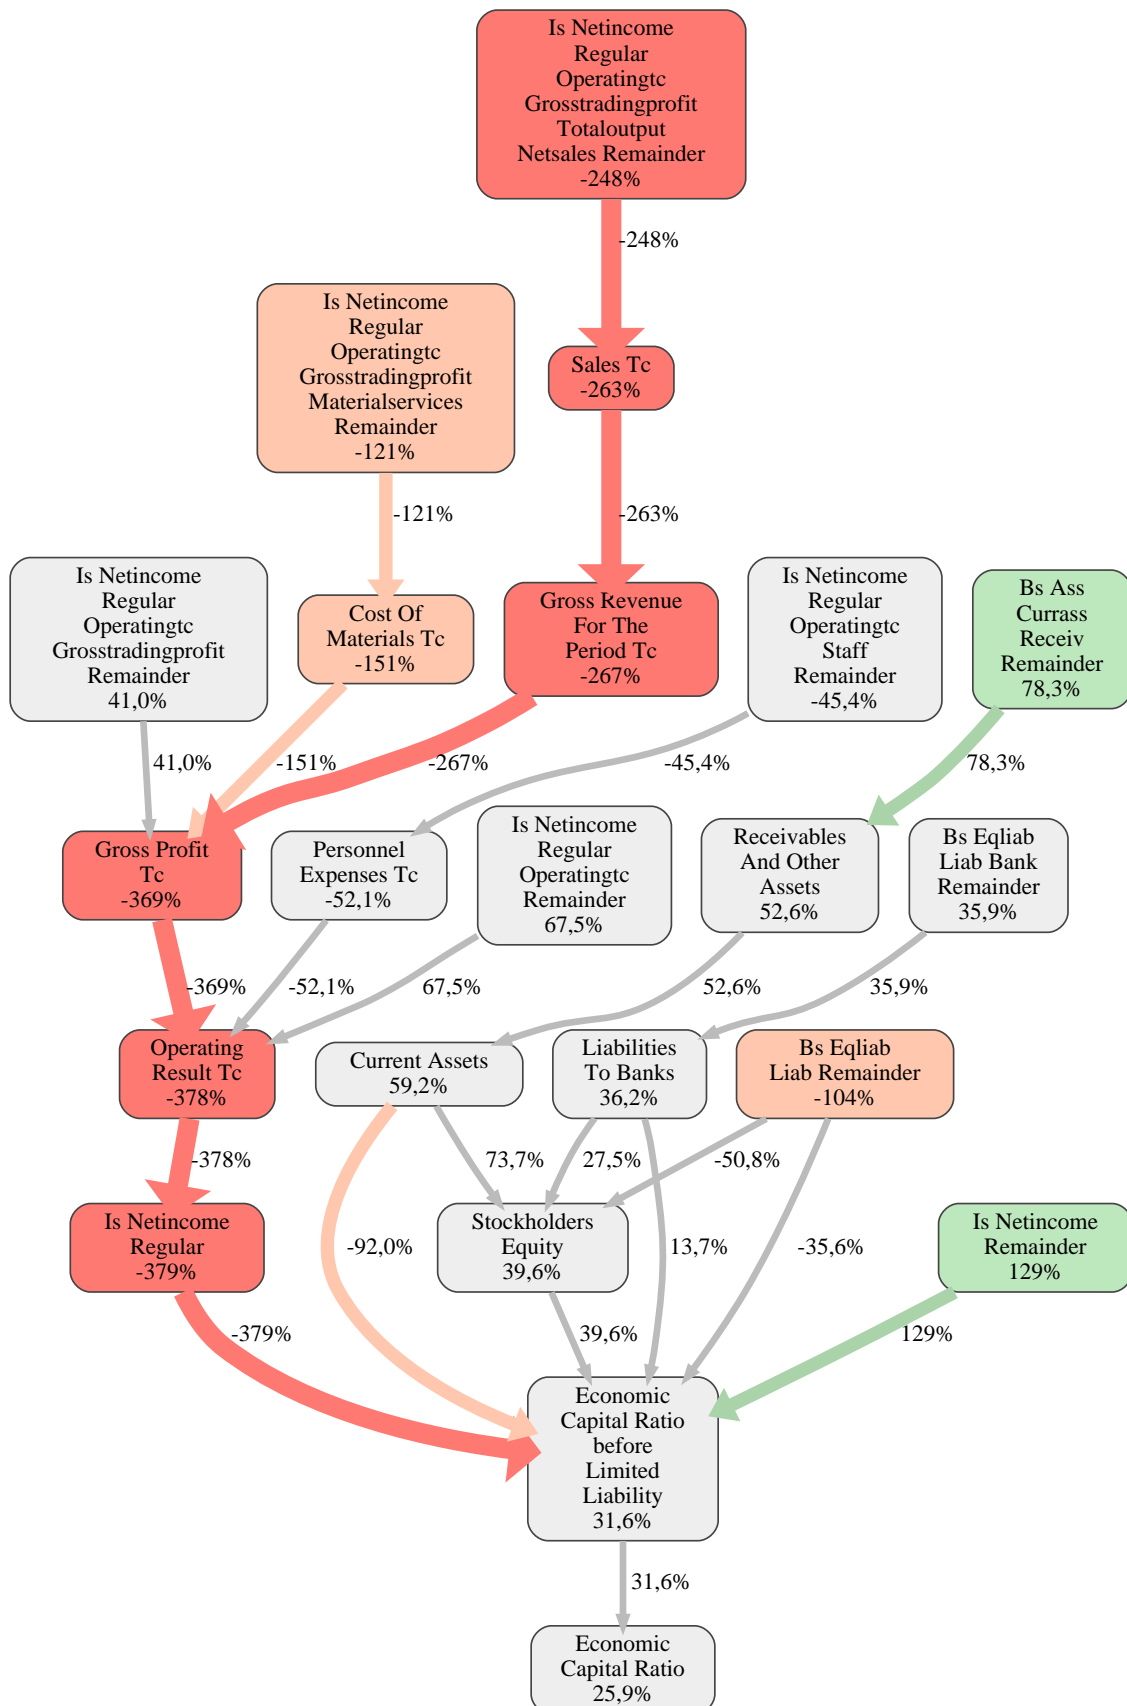 Is Netincome
Regular
Operatingtc
Grosstradingprofit
Totaloutput
Netsales Remainder
-248%
-248%
Is Netincome
Regular
Operatingtc
Grosstradingprofit
Materialservices
Remainder
-121%
Sales Tc
-263%
-121%
-263%
Is Netincome
Regular
Operatingtc
Grosstradingprofit
Remainder
41,0%
Cost Of
Materials Tc
-151%
Gross Revenue
For The
Period Tc
-267%
Is Netincome
Regular
Operatingtc
Staff
Remainder
-45,4%
Bs Ass
Currass
Receiv
Remainder
78,3%
41,0%
-151%
-267%
-45,4%
78,3%
Gross Profit
Tc
-369%
Personnel
Expenses Tc
-52,1%
Is Netincome
Regular
Operatingtc
Remainder
67,5%
Receivables
And Other
Assets
52,6%
Bs Eqliab
Liab Bank
Remainder
35,9%
-369%
-52,1%
67,5%
52,6%
35,9%
Operating
Result Tc
-378%
Current Assets
59,2%
Liabilities
To Banks
36,2%
Bs Eqliab
Liab Remainder
-104%
-378%
73,7%
27,5%
-50,8%
Is Netincome
Regular
-379%
-92,0%
Stockholders
Equity
39,6%
13,7%
-35,6%
Is Netincome
Remainder
129%
-379%
39,6%
129%
Economic
Capital Ratio
before
Limited
Liability
31,6%
31,6%
Economic
Capital Ratio
25,9%